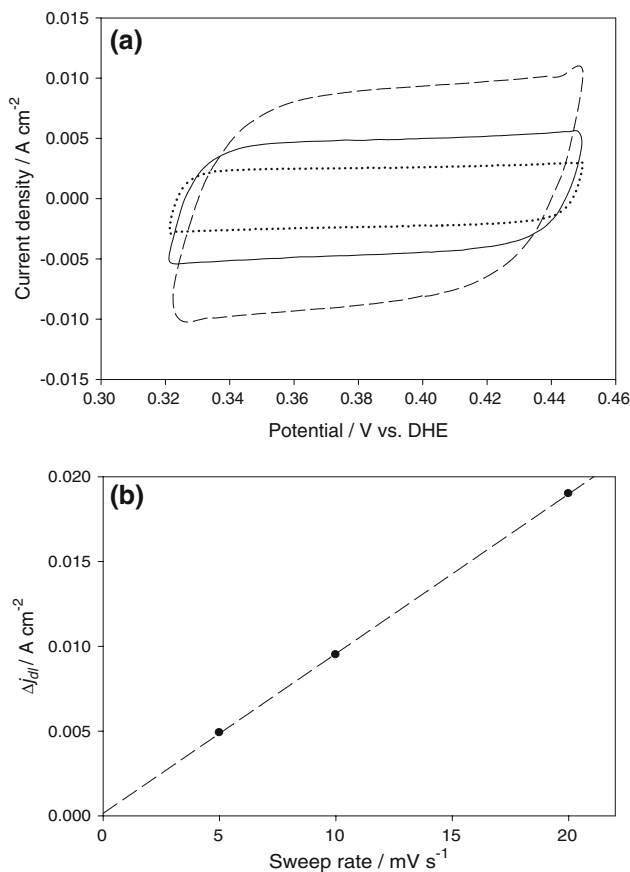 (a)
Current density / A cm⁻²
0.015
0.010
0.005
0.000
-0.005
-0.010
-0.015
0.30 0.32 0.34 0.36 0.38 0.40 0.42 0.44 0.46
Potential / V vs. DHE
(b)
Δj_dl / A cm⁻²
0.020
0.015
0.010
0.005
0.000
0 5 10 15 20
Sweep rate / mV s⁻¹